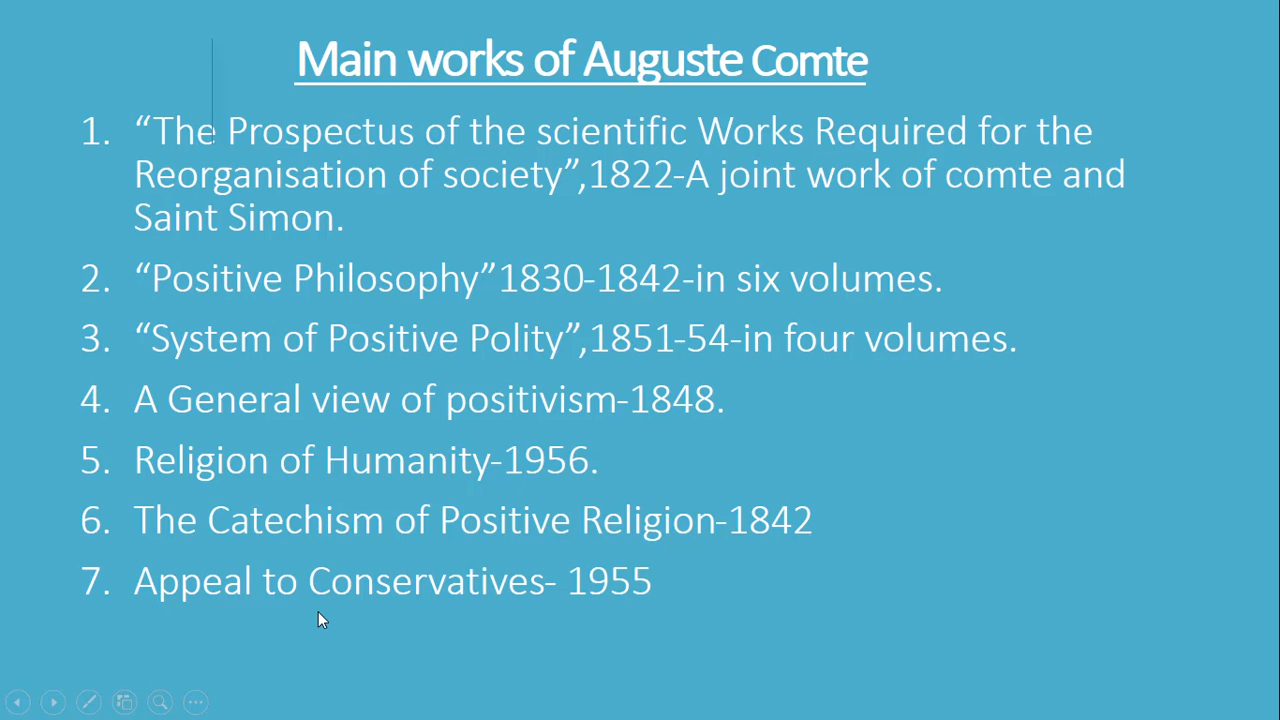 Main works of Auguste Comte
1. “The Prospectus of the scientific Works Required for the
Reorganisation of society”,1822-A joint work of comte and
Saint Simon.
2. “Positive Philosophy”1830-1842-in six volumes.
3. “System of Positive Polity”,1851-54-in four volumes.
4. A General view of positivism-1848.
5. Religion of Humanity-1956.
6. The Catechism of Positive Religion-1842
7. Appeal to Conservatives- 1955